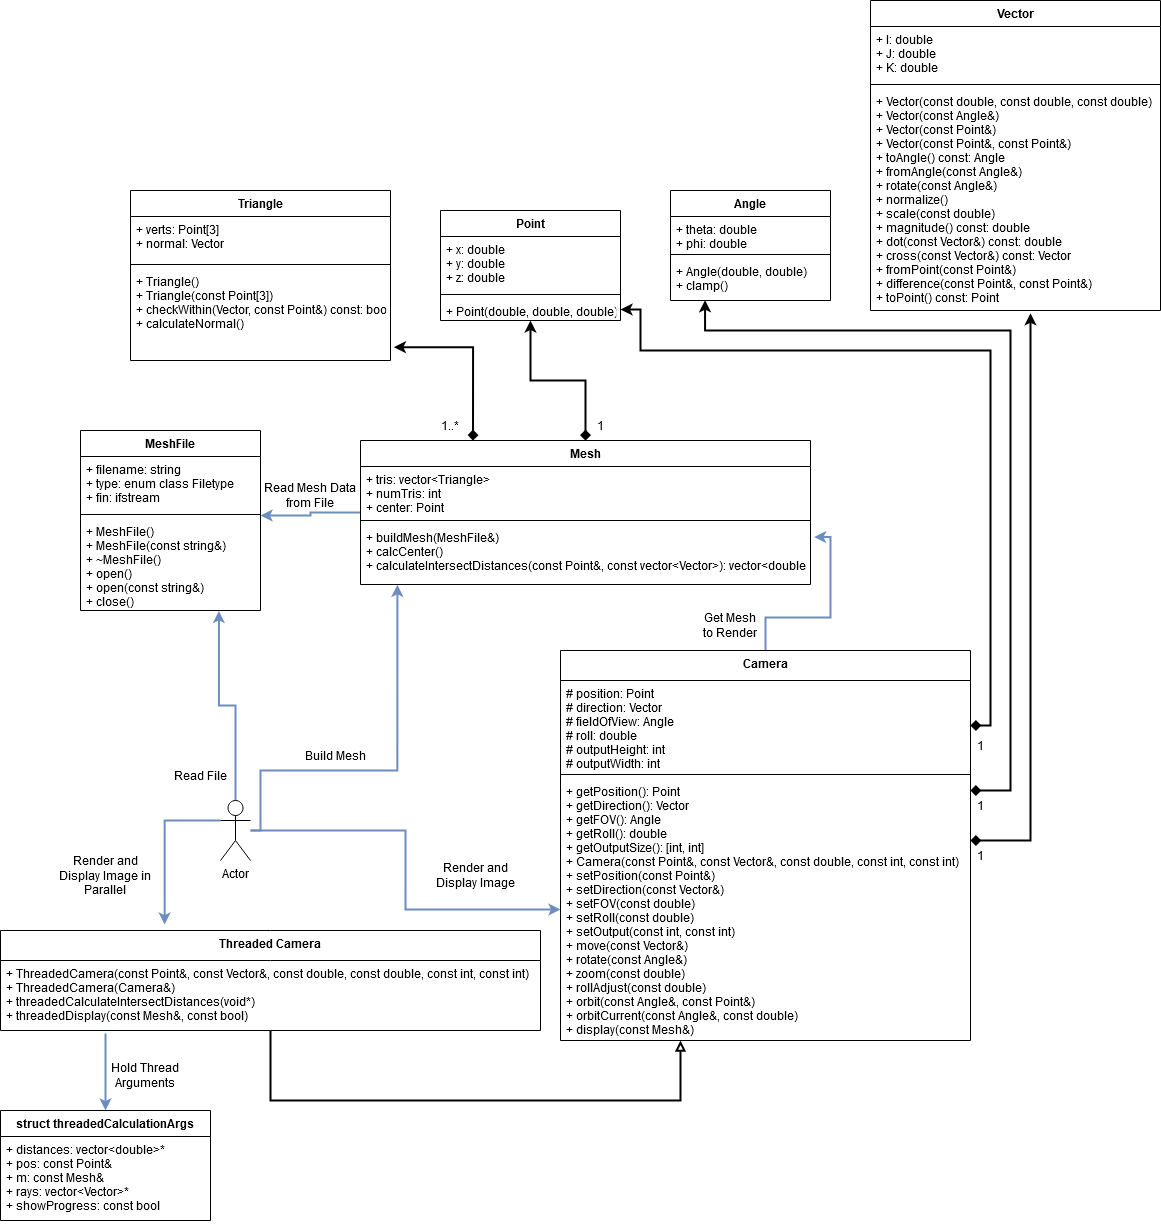 Vector
+ I: double
+ J: double
+ K: double
+ Vector(const double, const double, const double)
+ Vector(const Angle&)
+ Vector(const Point&)
+ Vector(const Point&, const Point&)
+ toAngle() const: Angle
+ fromAngle(const Angle&)
+ rotate(const Angle&)
+ normalize()
+ scale(const double)
+ magnitude() const: double
+ dot(const Vector&) const: double
+ cross(const Vector&) const: Vector
+ fromPoint(const Point&)
+ difference(const Point&, const Point&)
+ toPoint() const: Point
Triangle
+ verts: Point[3]
+ normal: Vector
+ Triangle()
+ Triangle(const Point[3])
+ checkWithin(Vector, const Point&) const: boo
+ calculateNormal()
Point
+ x: double
+ y: double
+ z: double
+ Point(double, double, double)
Angle
+ theta: double
+ phi: double
+ Angle(double, double)
+ clamp()
1..*
1
MeshFile
+ filename: string
+ type: enum class Filetype
+ fin: ifstream
+ MeshFile()
+ MeshFile(const string&)
+ ~MeshFile()
+ open()
+ open(const string&)
+ close()
Read Mesh Data
from File
Mesh
+ tris: vector<Triangle>
+ numTris: int
+ center: Point
+ buildMesh(MeshFile&)
+ calcCenter()
+ calculateIntersectDistances(const Point&, const vector<Vector>): vector<double
Get Mesh
to Render
Camera
# position: Point
# direction: Vector
# fieldOfView: Angle
# roll: double
# outputHeight: int
# outputWidth: int
+ getPosition(): Point
+ getDirection(): Vector
+ getFOV(): Angle
+ getRoll(): double
+ getOutputSize(): [int, int]
+ Camera(const Point&, const Vector&, const double, const int, const int)
+ setPosition(const Point&)
+ setDirection(const Vector&)
+ setFOV(const double)
+ setRoll(const double)
+ setOutput(const int, const int)
+ move(const Vector&)
+ rotate(const Angle&)
+ zoom(const double)
+ rollAdjust(const double)
+ orbit(const Angle&, const Point&)
+ orbitCurrent(const Angle&, const double)
+ display(const Mesh&)
1
1
1
Build Mesh
Read File
Actor
Render and
Display Image in
Parallel
Render and
Display Image
Threaded Camera
+ ThreadedCamera(const Point&, const Vector&, const double, const double, const int, const int)
+ ThreadedCamera(Camera&)
+ threadedCalculateIntersectDistances(void*)
+ threadedDisplay(const Mesh&, const bool)
Hold Thread
Arguments
struct threadedCalculationArgs
+ distances: vector<double>*
+ pos: const Point&
+ m: const Mesh&
+ rays: vector<Vector>*
+ showProgress: const bool